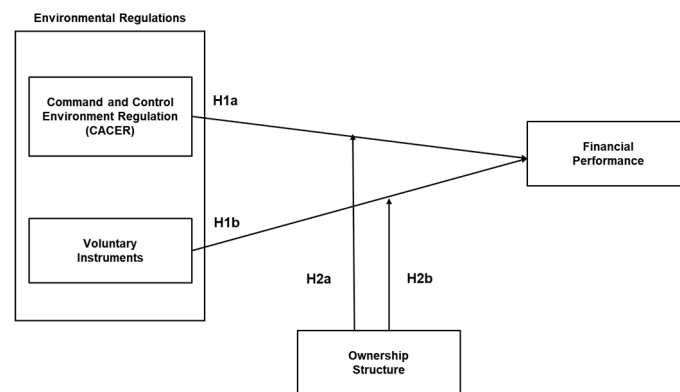 Environmental Regulations
Command and Control
Environment Regulation
(CACER)
H1a
Financial
Performance
H1b
Voluntary
Instruments
H2a
H2b
Ownership
Structure